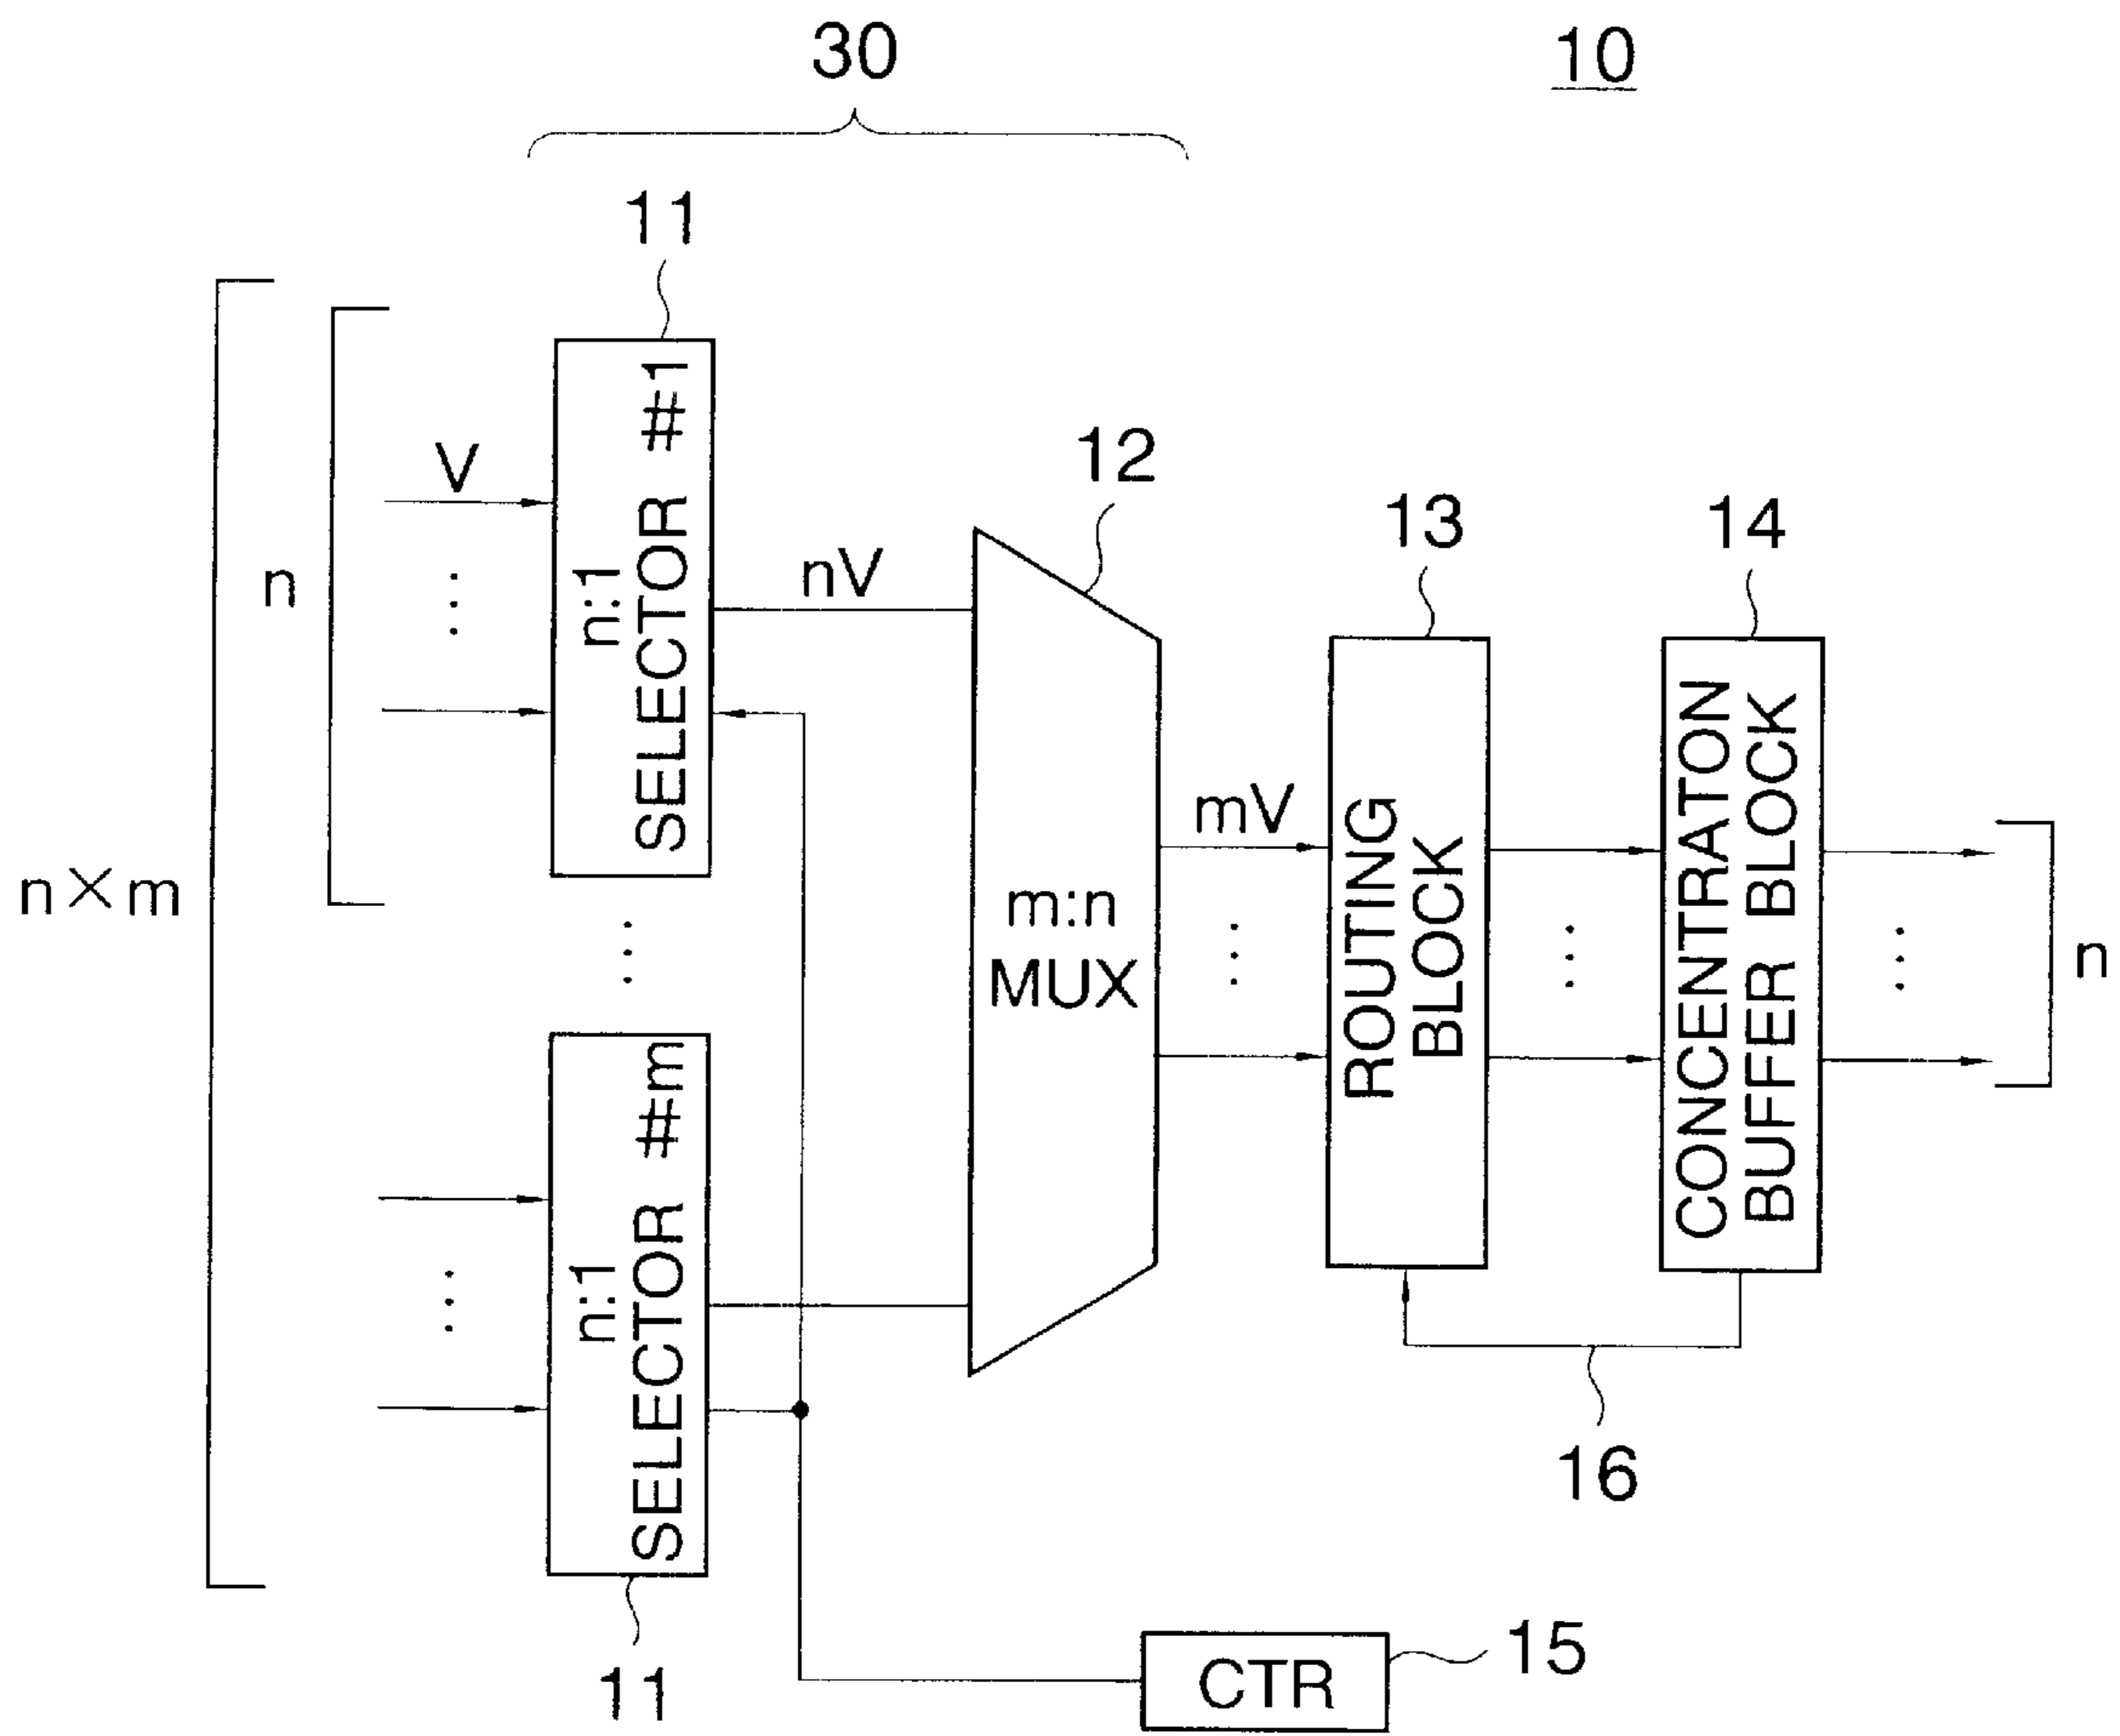 30
10
11
n×m
n
V
n:1
SELECTOR #1
nV
12
m:n
MUX
mV
13
ROUTING
BLOCK
14
CONCENTRATON
BUFFER BLOCK
n
n:1
SELECTOR #m
11
16
CTR
15